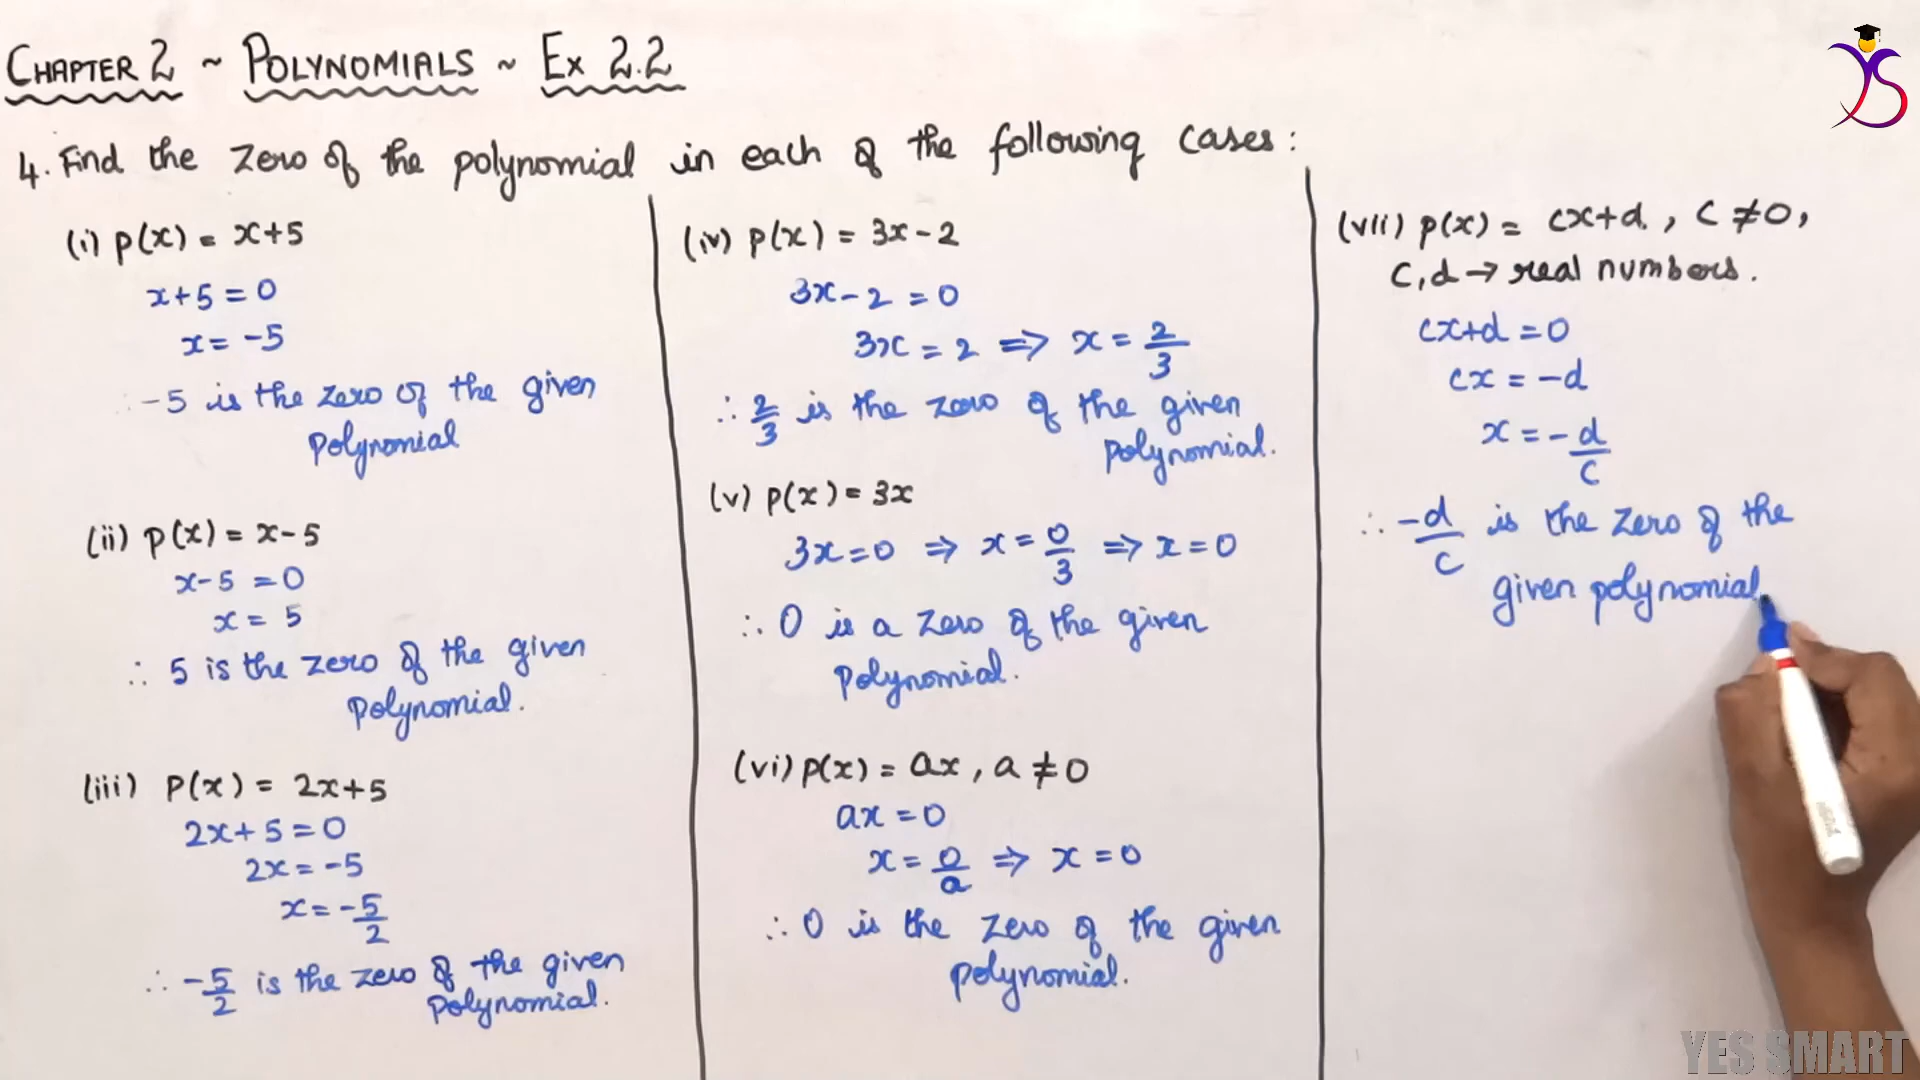 CHAPTER 2 ~ POLYNOMIALS ~ Ex 2.2
4. Find the zero of the polynomial in each of the following cases:
(i) p(x) = x+5
x+5 = 0
x = -5
∴ -5 is the zero of the given
polynomial
(ii) p(x) = x-5
x-5 = 0
x = 5
∴ 5 is the zero of the given
polynomial.
(iii) p(x) = 2x+5
2x+5 = 0
2x = -5
x = -5/2
∴ -5/2 is the zero of the given
polynomial.
(iv) p(x) = 3x-2
3x-2 = 0
3x = 2 ⇒ x = 2/3
∴ 2/3 is the zero of the given
polynomial.
(v) p(x) = 3x
3x = 0 ⇒ x = 0/3 ⇒ x = 0
∴ 0 is a zero of the given
polynomial.
(vi) p(x) = ax, a ≠ 0
ax = 0
x = 0/a ⇒ x = 0
∴ 0 is the zero of the given
polynomial.
(vii) p(x) = cx+d, c ≠ 0,
c, d → real numbers.
cx+d = 0
cx = -d
x = -d/c
∴ -d/c is the zero of the
given polynomial
YS
YES SMART